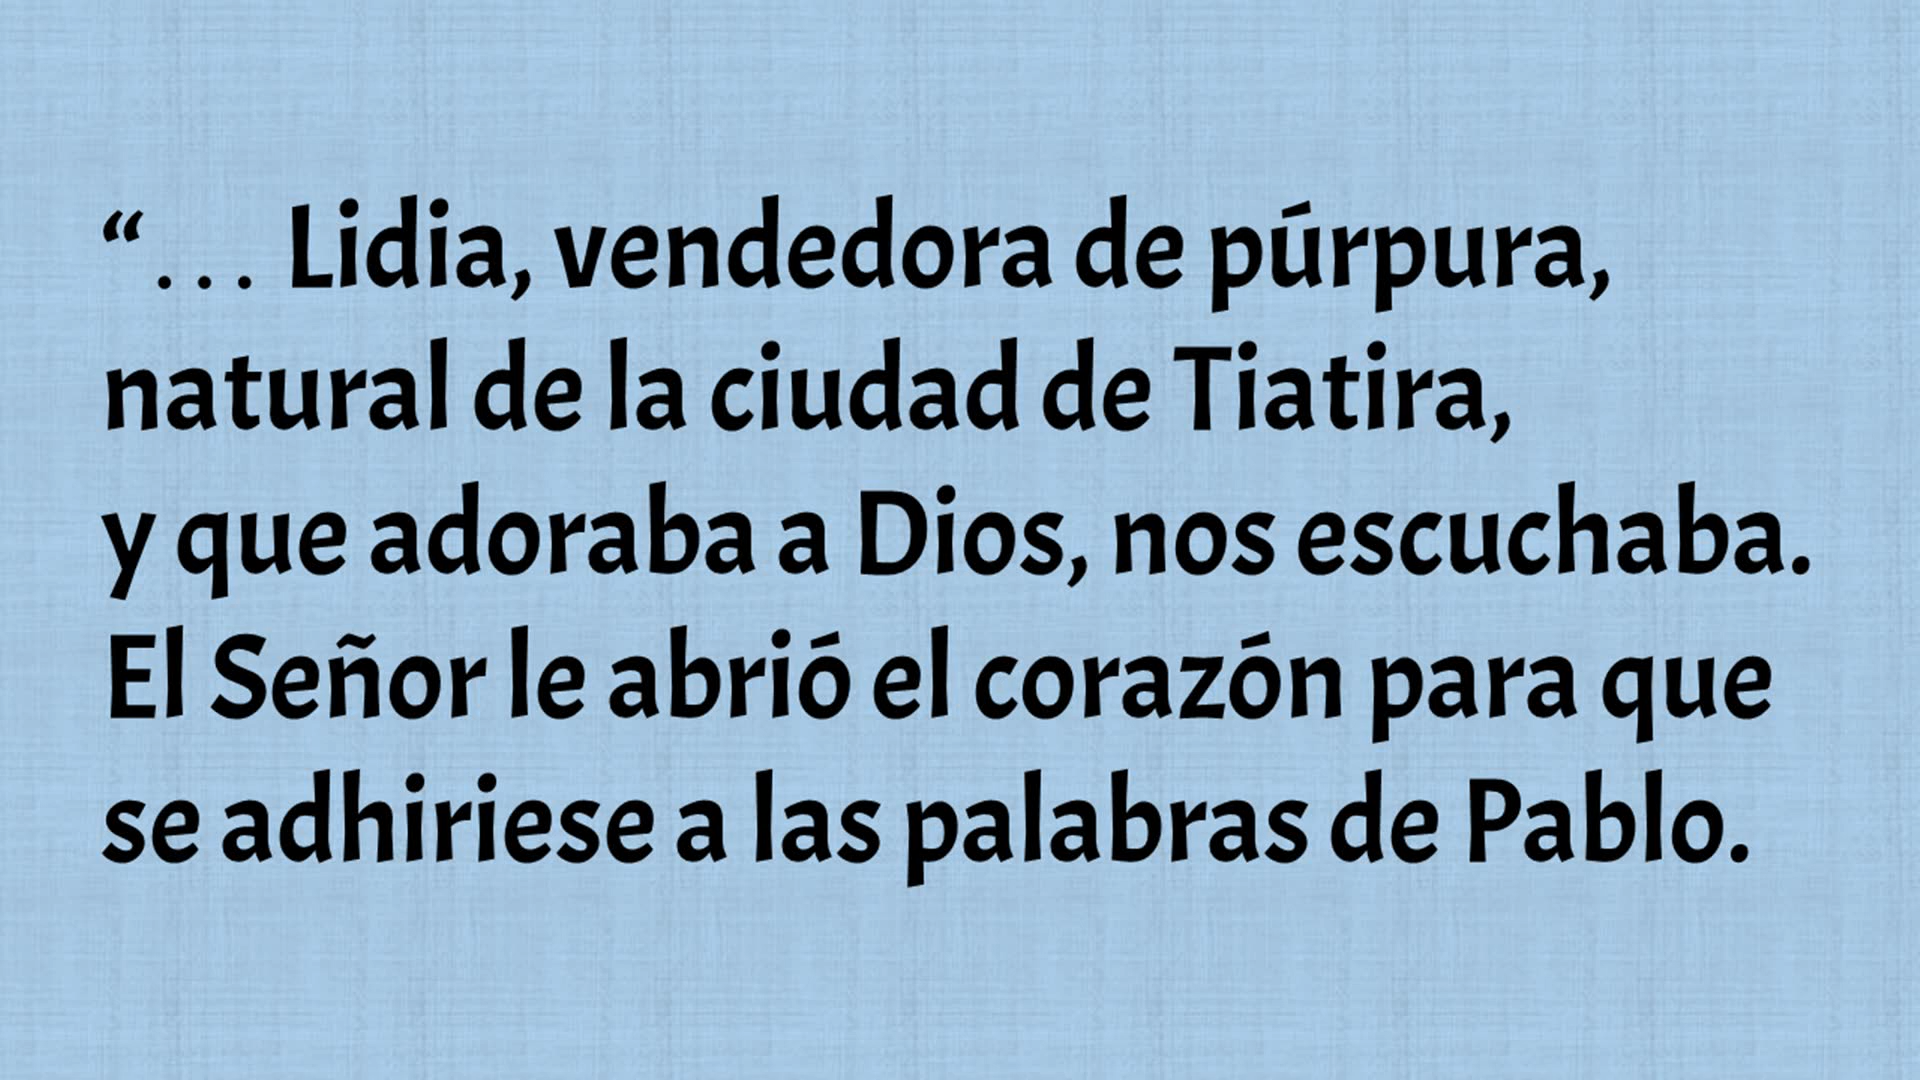 “… Lidia, vendedora de púrpura,
natural de la ciudad de Tiatira,
y que adoraba a Dios, nos escuchaba.
El Señor le abrió el corazón para que
se adhiriese a las palabras de Pablo.